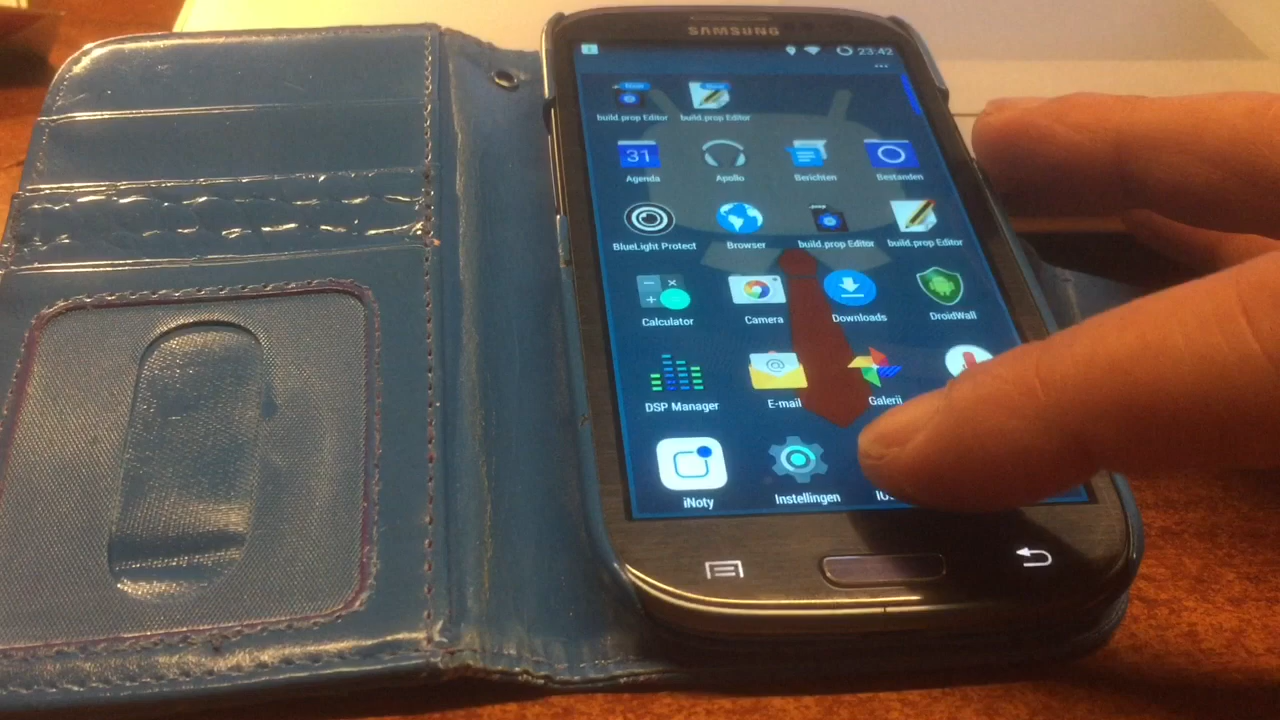 SAMSUNG
23:42
build.prop Editor build.prop Editor
31
Agenda Apollo Berichten Bestanden
BlueLight Protect Browser build.prop Editor build.prop Editor
Calculator Camera Downloads DroidWall
DSP Manager E-mail Galerij
iNoty Instellingen